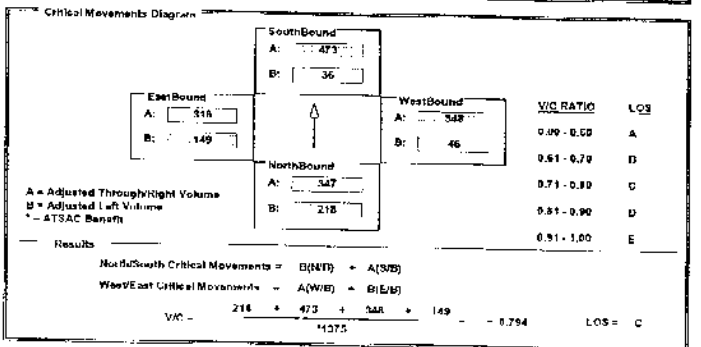 Critical Movements Diagram
SouthBound
A: 473
B: 36
EastBound
A: 316
B: 149
WestBound
A: 348
B: 46
NorthBound
A: 347
B: 218
A = Adjusted Through/Right Volume
B = Adjusted Left Volume
* = ATSAC Benefit
V/C RATIO LOS
0.00 - 0.60 A
0.61 - 0.70 B
0.71 - 0.80 C
0.81 - 0.90 D
0.91 - 1.00 E
Results
North/South Critical Movements = B(N/B) + A(S/B)
West/East Critical Movements = A(W/B) + B(E/B)
V/C = 218 + 473 + 348 + 149
*1375
= 0.794 LOS = C